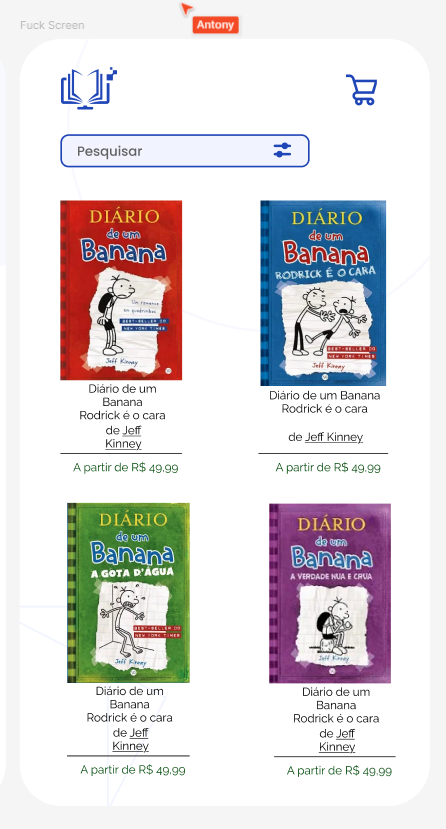 Fuck Screen
Antony
Pesquisar
DIÁRIO
de um
Banana
Um romance
em quadrinhos
BEST-SELLER DO
NEW YORK TIMES
Jeff Kinney
Diário de um
Banana
Rodrick é o cara
de Jeff
Kinney
A partir de R$ 49,99
DIÁRIO
de um
Banana
RODRICK É O CARA
BEST-SELLER DO
NEW YORK TIMES
Jeff Kinney
Diário de um Banana
Rodrick é o cara
de Jeff Kinney
A partir de R$ 49,99
DIÁRIO
de um
Banana
A GOTA D'ÁGUA
BEST-SELLER DO
NEW YORK TIMES
Jeff Kinney
Diário de um
Banana
Rodrick é o cara
de Jeff
Kinney
A partir de R$ 49,99
DIÁRIO
de um
Banana
A VERDADE NUA E CRUA
Jeff Kinney
Diário de um
Banana
Rodrick é o cara
de Jeff
Kinney
A partir de R$ 49,99